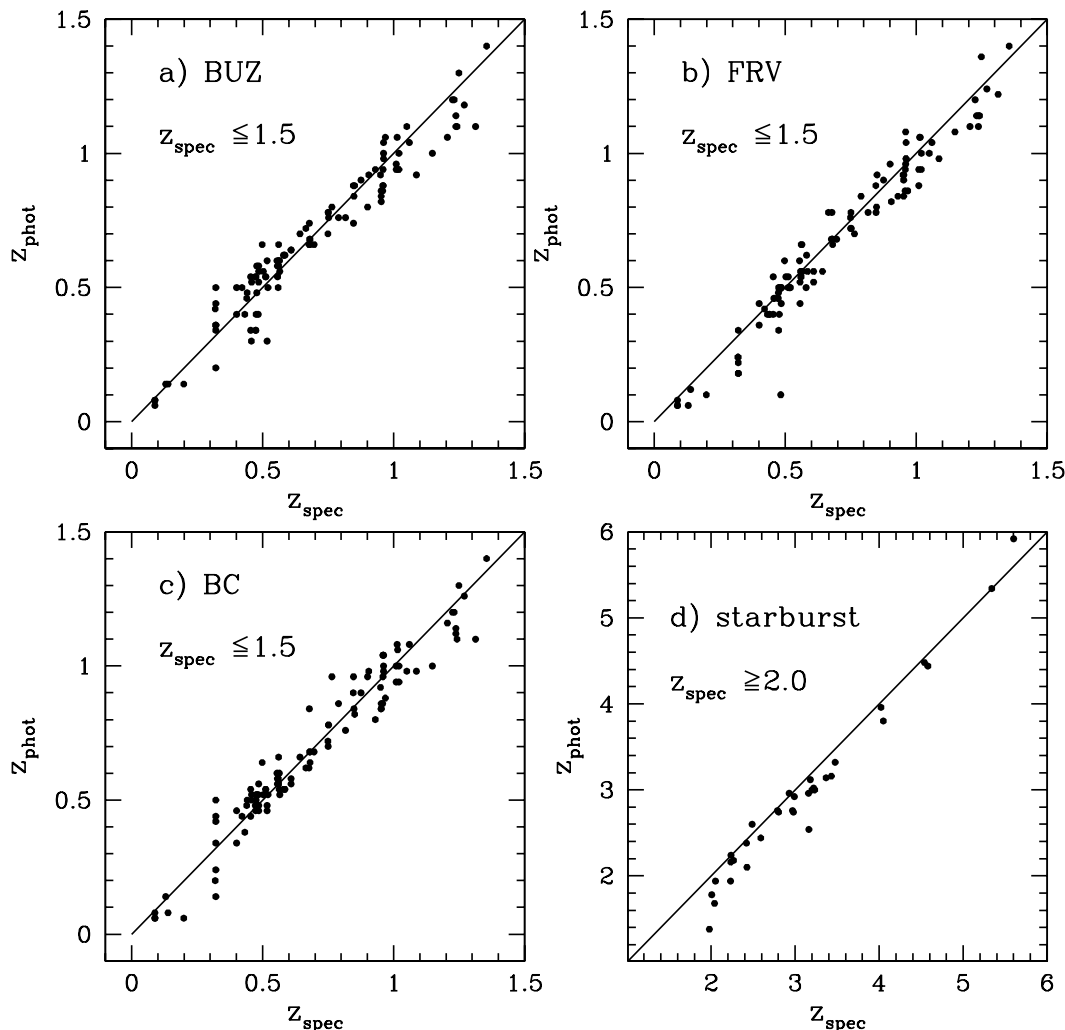 1.5
a) BUZ
z_spec ≦1.5
1
z_phot
0.5
0
0 0.5 1 1.5
z_spec
1.5
b) FRV
z_spec ≦1.5
1
z_phot
0.5
0
0 0.5 1 1.5
z_spec
1.5
c) BC
z_spec ≦1.5
1
z_phot
0.5
0
0 0.5 1 1.5
z_spec
6
5
d) starburst
z_spec ≧2.0
4
z_phot
3
2
2 3 4 5 6
z_spec